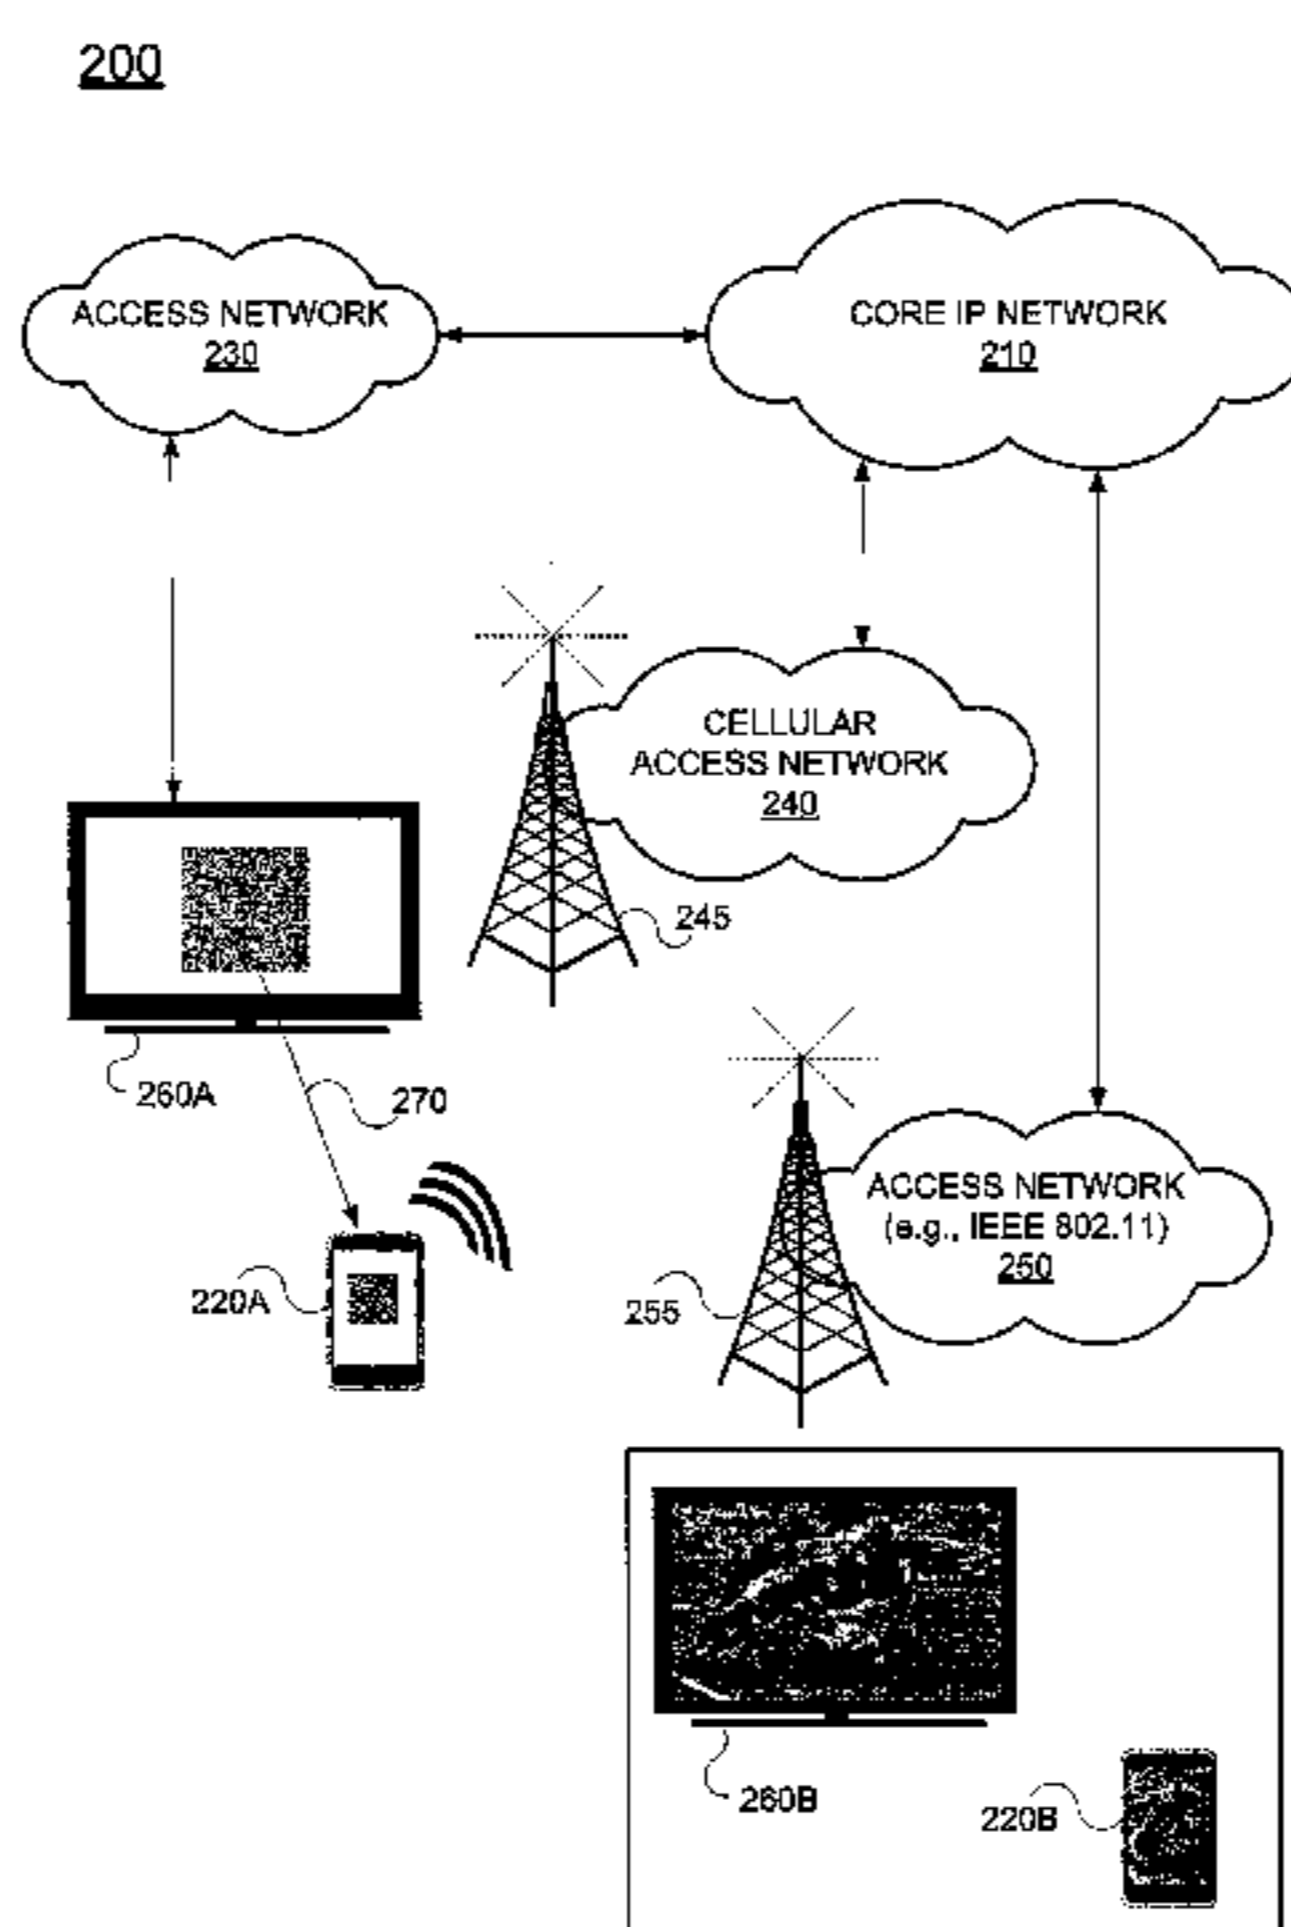 200
ACCESS NETWORK
230
CORE IP NETWORK
210
CELLULAR
ACCESS NETWORK
240
245
260A
270
ACCESS NETWORK
(e.g., IEEE 802.11)
250
220A
255
260B
220B